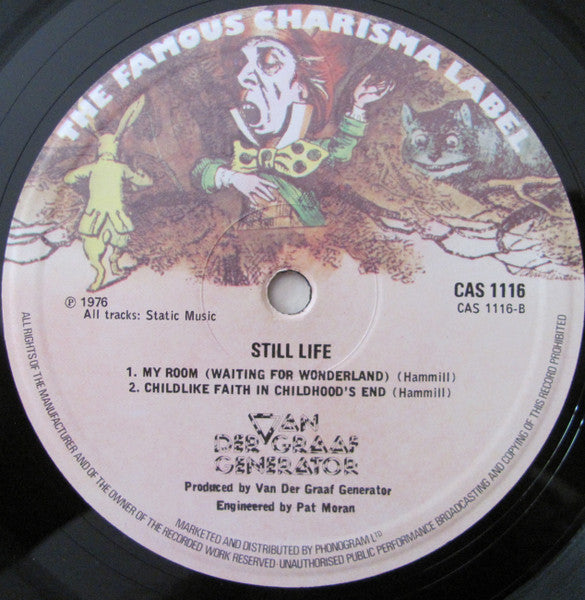 THE FAMOUS CHARISMA LABEL
℗ 1976
All tracks: Static Music
CAS 1116
CAS 1116-B
STILL LIFE
1. MY ROOM (WAITING FOR WONDERLAND) (Hammill)
2. CHILDLIKE FAITH IN CHILDHOOD'S END (Hammill)
VAN
DER GRAAF
GENERATOR
Produced by Van Der Graaf Generator
Engineered by Pat Moran
ALL RIGHTS OF THE MANUFACTURER AND OF THE OWNER OF THE RECORDED WORK RESERVED·UNAUTHORISED PUBLIC PERFORMANCE BROADCASTING AND COPYING OF THIS RECORD PROHIBITED
MARKETED AND DISTRIBUTED BY PHONOGRAM LTD